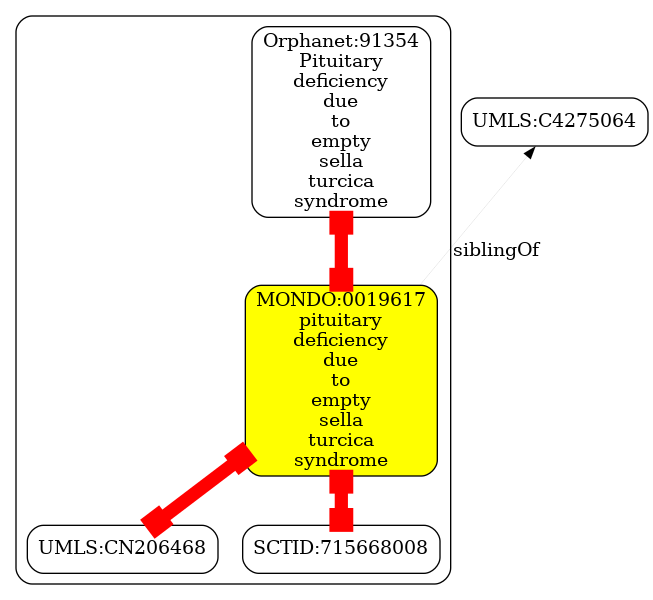 Orphanet:91354
Pituitary
deficiency
due
to
empty
sella
turcica
syndrome
UMLS:C4275064
siblingOf
MONDO:0019617
pituitary
deficiency
due
to
empty
sella
turcica
syndrome
UMLS:CN206468
SCTID:715668008